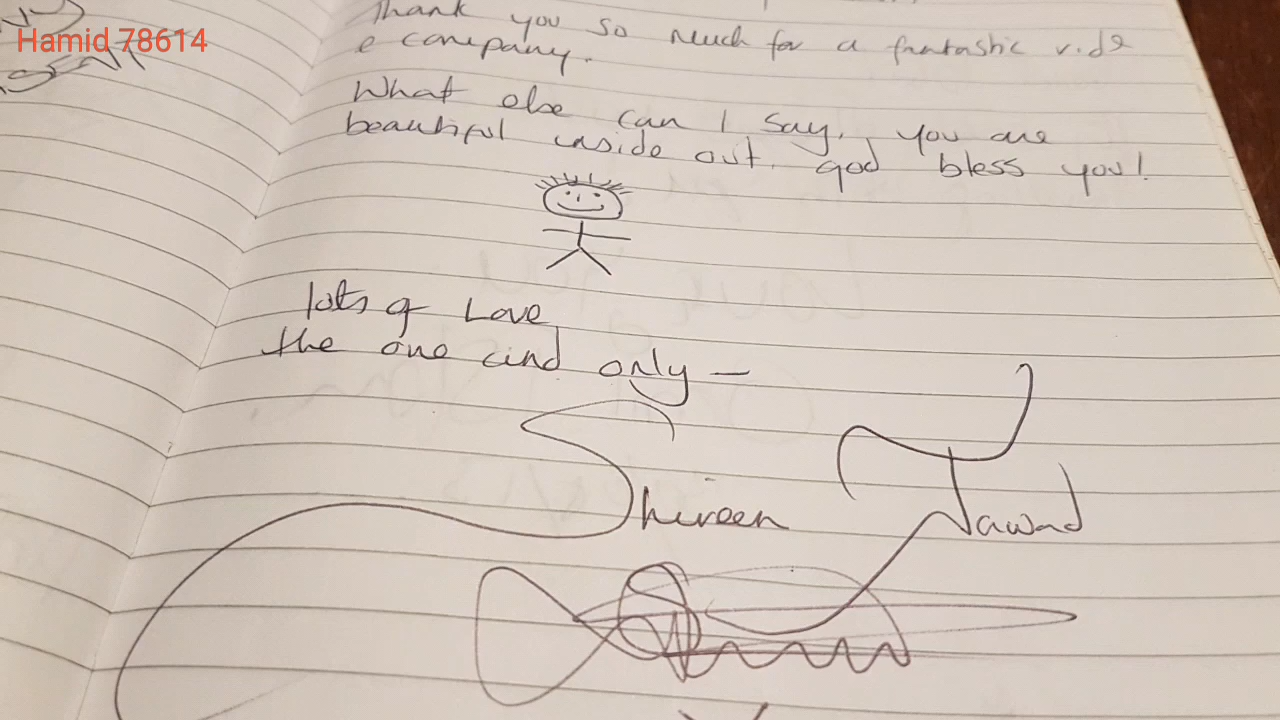 Hamid 78614
Thank you so much for a fantastic ride
& company.
What else can I say. you are
beautiful inside out. god bless you!
lots of Love
the one and only –
Shireen Jawad